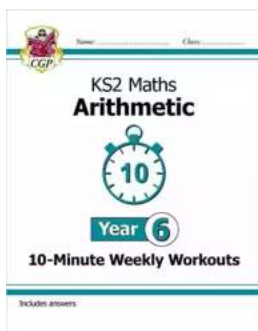 Name: Class:
CGP
KS2 Maths
Arithmetic
10
Year 6
10-Minute Weekly Workouts
Includes answers